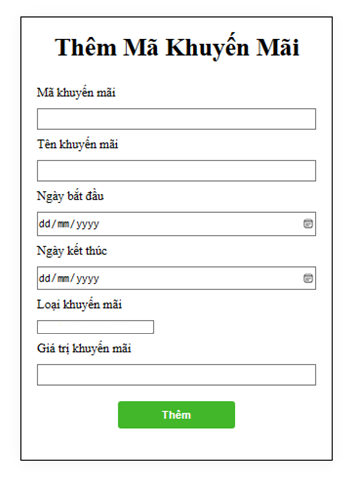 Thêm Mã Khuyến Mãi
Mã khuyến mãi
Tên khuyến mãi
Ngày bắt đầu
dd/mm/yyyy
Ngày kết thúc
dd/mm/yyyy
Loại khuyến mãi
Giá trị khuyến mãi
Thêm